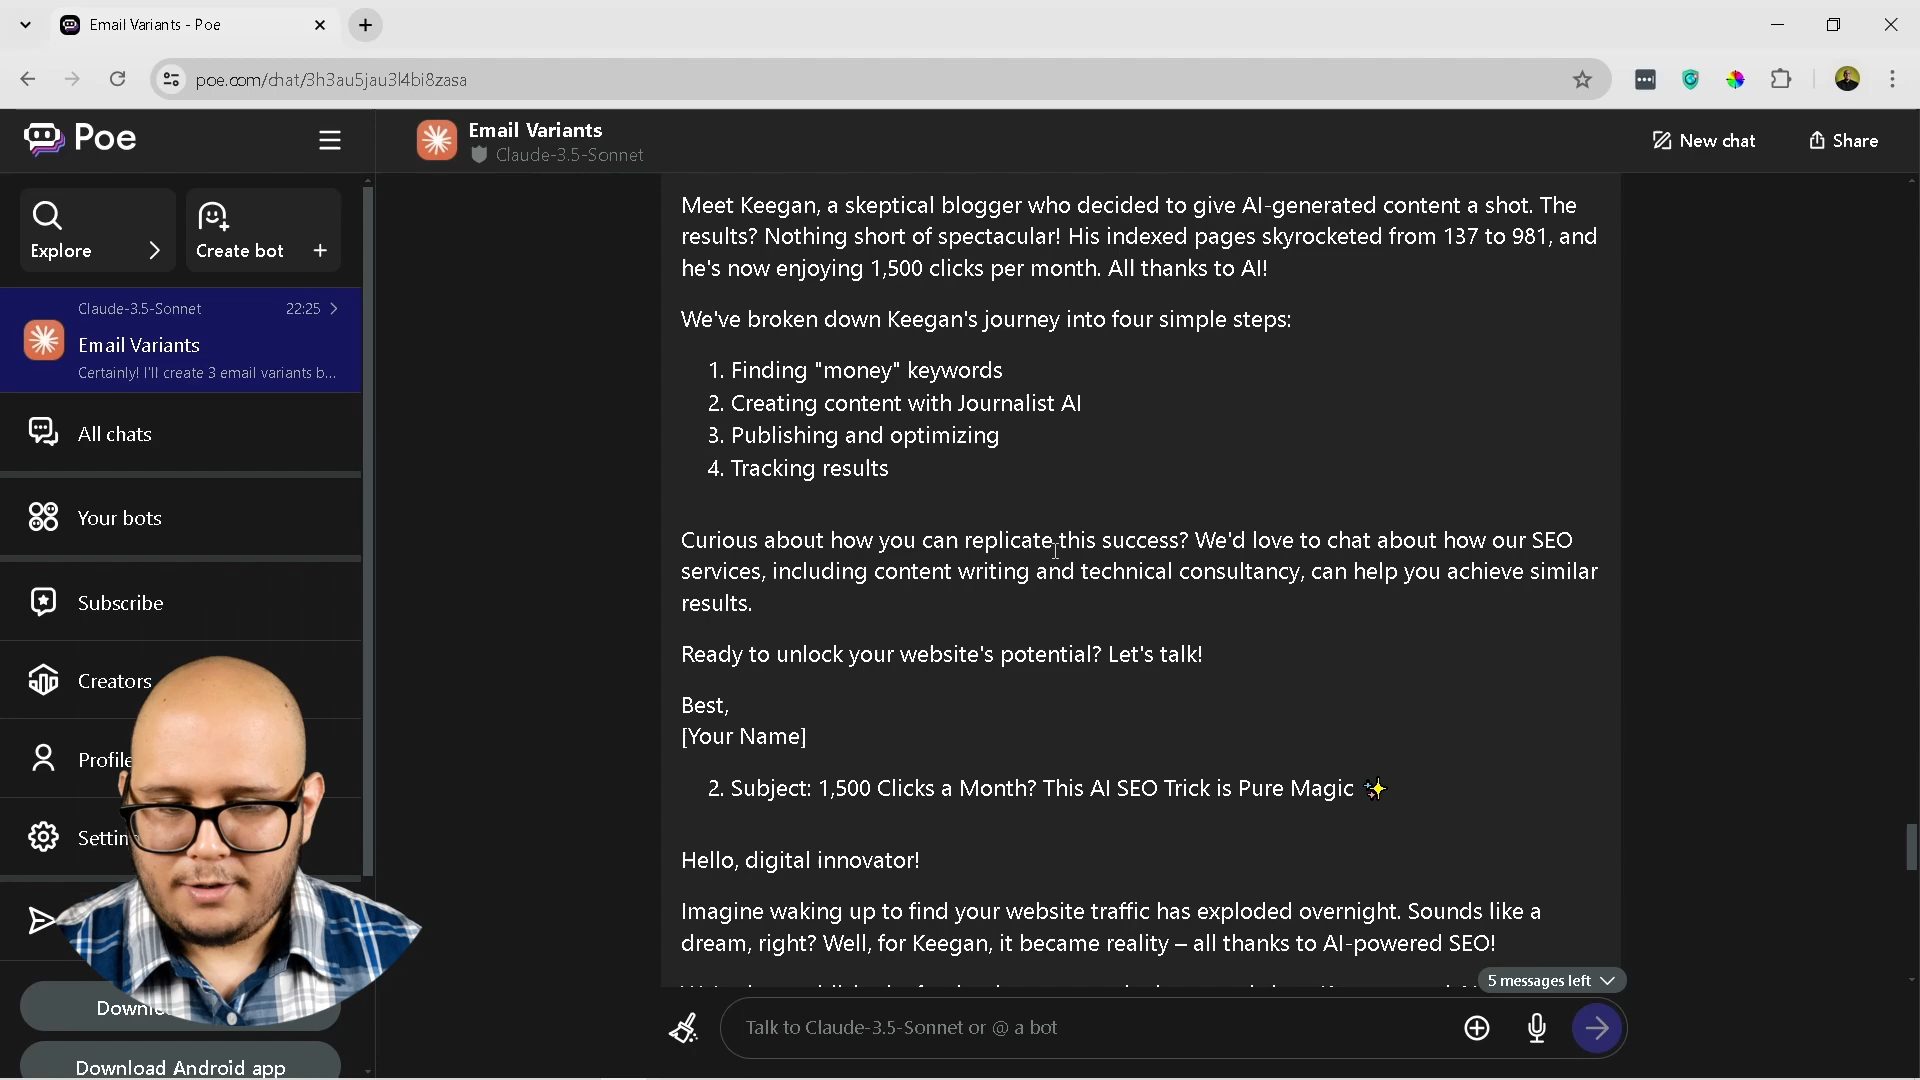 Email Variants - Poe
poe.com/chat/3h3au5jau3l4bi8zasa
Poe
Email Variants
Claude-3.5-Sonnet
New chat
Share
Explore
Create bot
Claude-3.5-Sonnet
22:25
Email Variants
Certainly! I'll create 3 email variants b...
All chats
Your bots
Subscribe
Creators
Profile
Download Android app
Meet Keegan, a skeptical blogger who decided to give AI-generated content a shot. The
results? Nothing short of spectacular! His indexed pages skyrocketed from 137 to 981, and
he's now enjoying 1,500 clicks per month. All thanks to AI!
We've broken down Keegan's journey into four simple steps:
1. Finding "money" keywords
2. Creating content with Journalist AI
3. Publishing and optimizing
4. Tracking results
Curious about how you can replicate this success? We'd love to chat about how our SEO
services, including content writing and technical consultancy, can help you achieve similar
results.
Ready to unlock your website's potential? Let's talk!
Best,
[Your Name]
2. Subject: 1,500 Clicks a Month? This AI SEO Trick is Pure Magic ✨
Hello, digital innovator!
Imagine waking up to find your website traffic has exploded overnight. Sounds like a
dream, right? Well, for Keegan, it became reality – all thanks to AI-powered SEO!
5 messages left
Talk to Claude-3.5-Sonnet or @ a bot